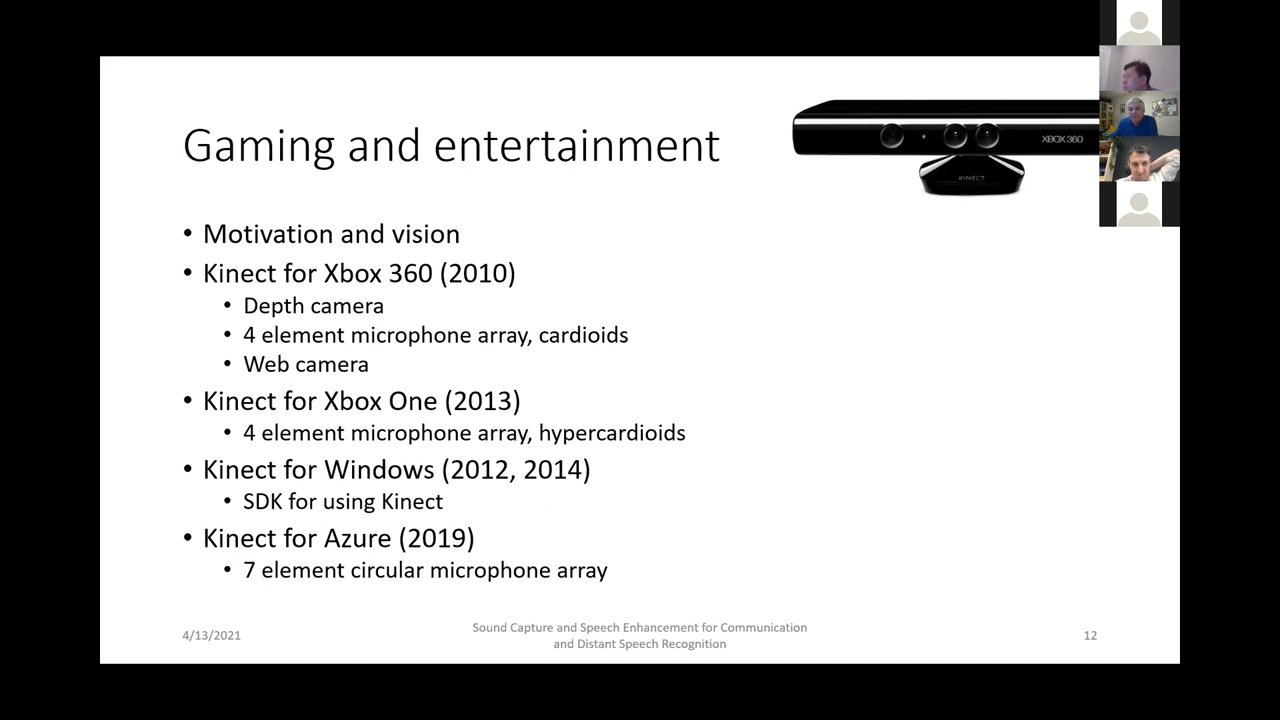 Gaming and entertainment
XBOX 360
KINECT
• Motivation and vision
• Kinect for Xbox 360 (2010)
• Depth camera
• 4 element microphone array, cardioids
• Web camera
• Kinect for Xbox One (2013)
• 4 element microphone array, hypercardioids
• Kinect for Windows (2012, 2014)
• SDK for using Kinect
• Kinect for Azure (2019)
• 7 element circular microphone array
4/13/2021
Sound Capture and Speech Enhancement for Communication
and Distant Speech Recognition
12